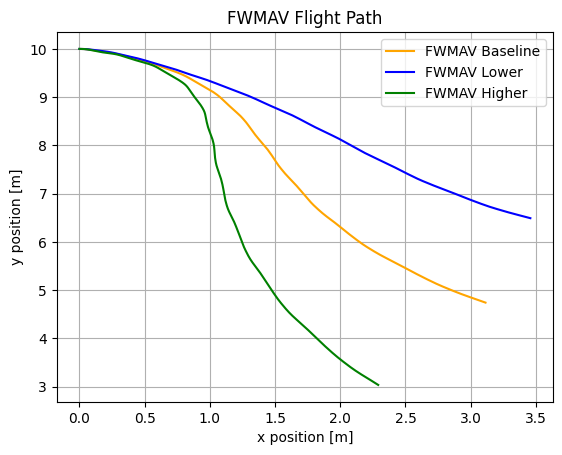 FWMAV Flight Path
FWMAV Baseline
FWMAV Lower
FWMAV Higher
y position [m]
10
9
8
7
6
5
4
3
0.0 0.5 1.0 1.5 2.0 2.5 3.0 3.5
x position [m]